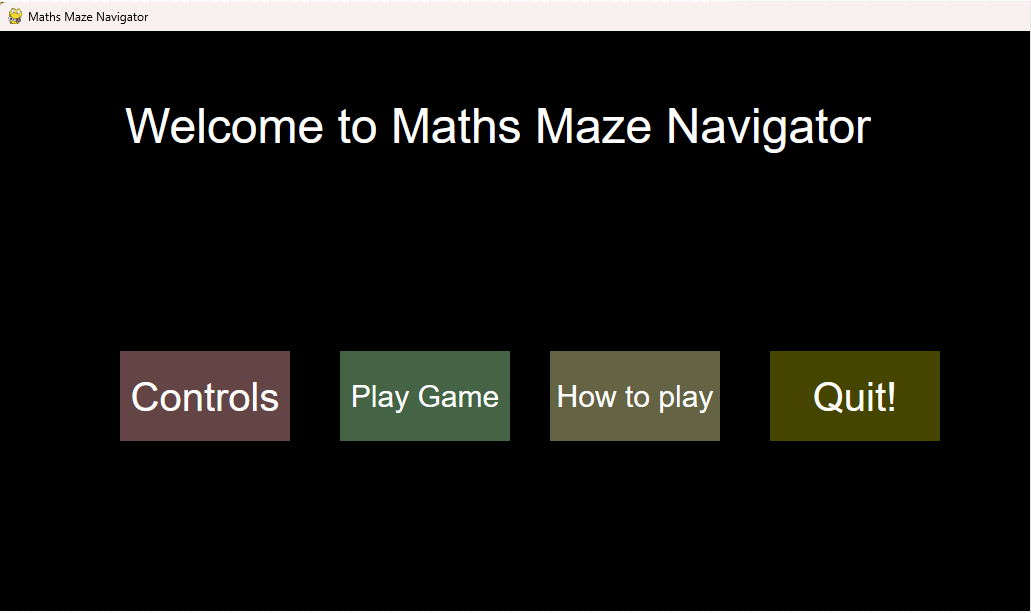 Maths Maze Navigator
Welcome to Maths Maze Navigator
Controls
Play Game
How to play
Quit!